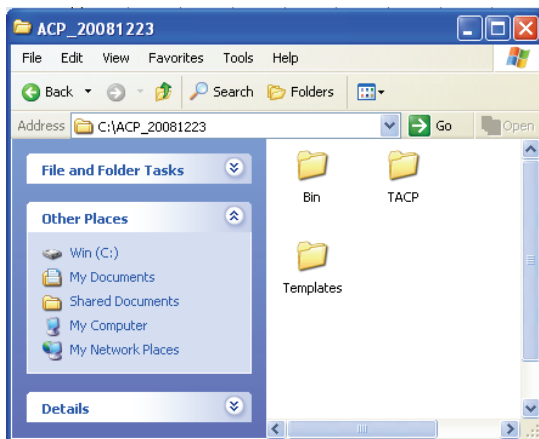 ACP_20081223
File Edit View Favorites Tools Help
Back Search Folders
Address C:\ACP_20081223 Go Open
File and Folder Tasks
Other Places
Win (C:)
My Documents
Shared Documents
My Computer
My Network Places
Details
Bin TACP
Templates